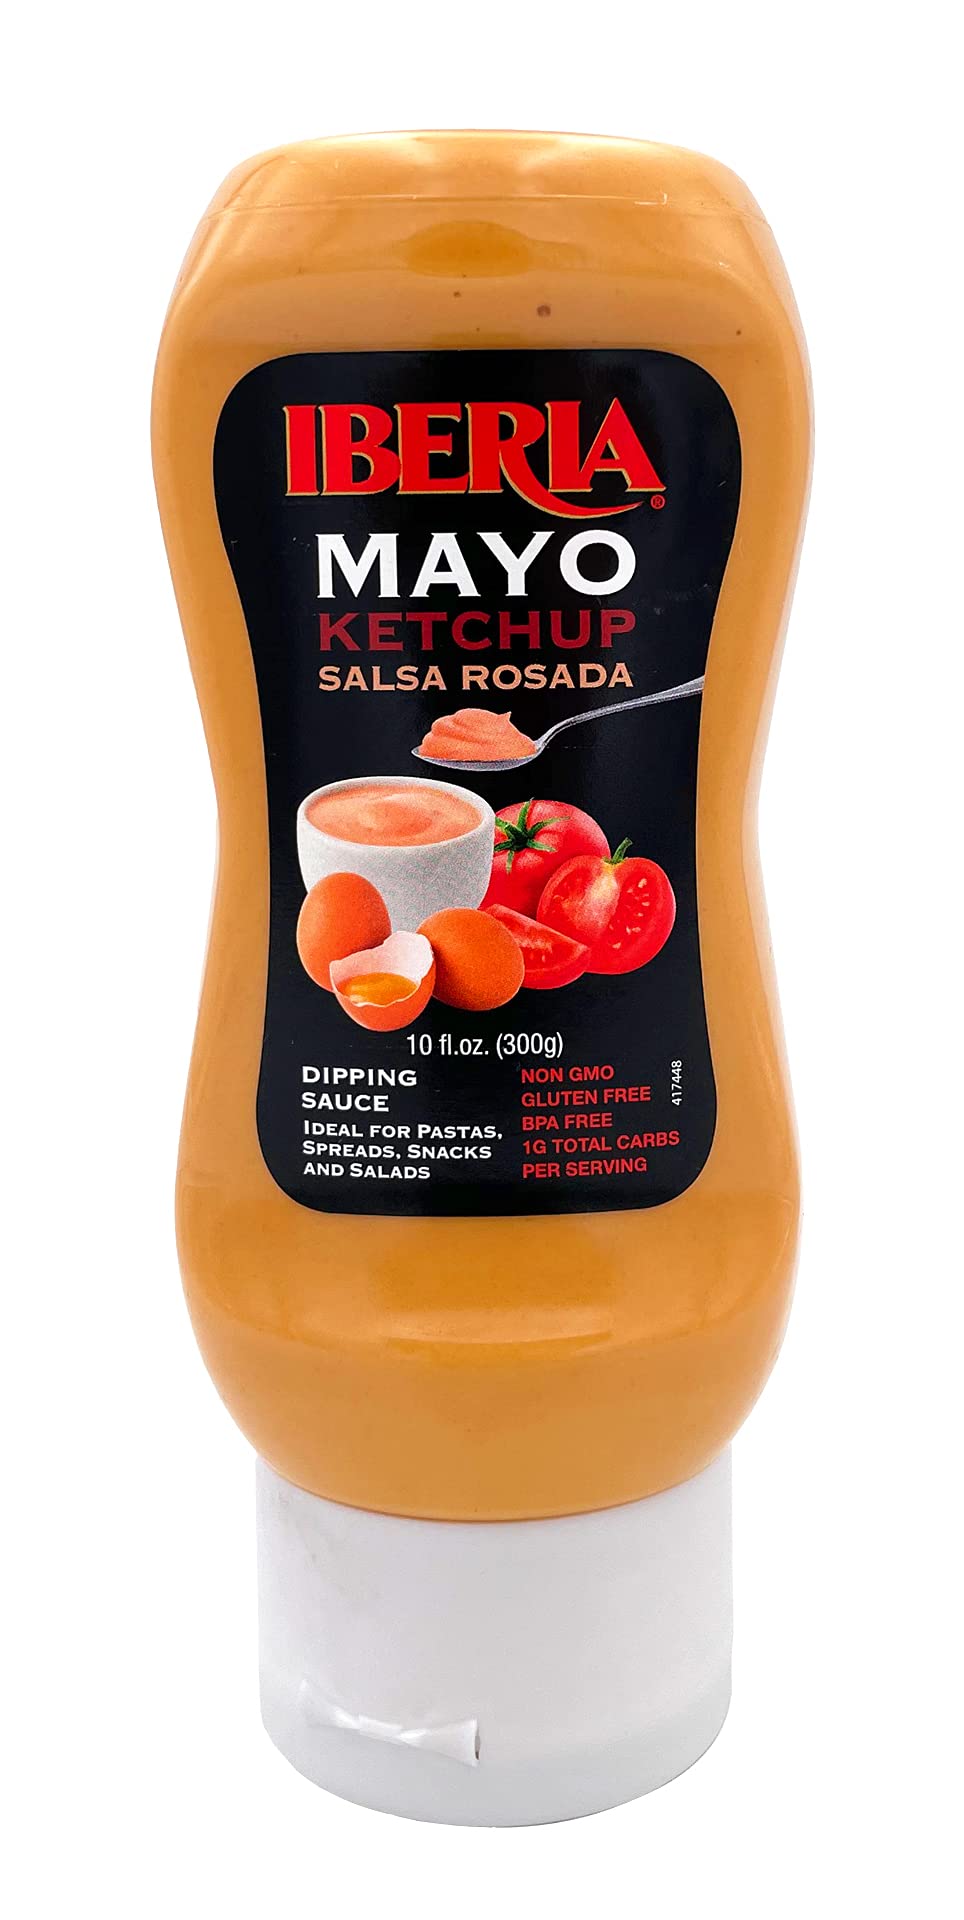 IBERIA®
MAYO
KETCHUP
SALSA ROSADA
10 fl.oz. (300g)
DIPPING
SAUCE
IDEAL FOR PASTAS,
SPREADS, SNACKS
AND SALADS
NON GMO
GLUTEN FREE
BPA FREE
1G TOTAL CARBS
PER SERVING
417448